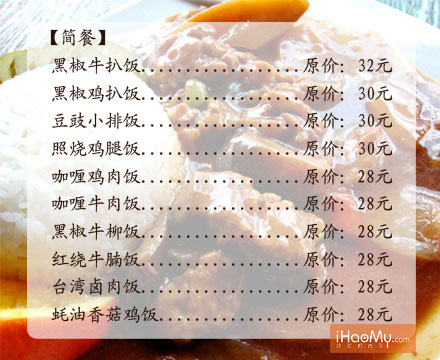 【简餐】
黑椒牛扒饭..................原价：32元
黑椒鸡扒饭..................原价：30元
豆豉小排饭..................原价：30元
照烧鸡腿饭..................原价：30元
咖喱鸡肉饭..................原价：28元
咖喱牛肉饭..................原价：28元
黑椒牛柳饭..................原价：28元
红绕牛腩饭..................原价：28元
台湾卤肉饭..................原价：28元
蚝油香菇鸡饭................原价：28元
iHaoMy.com